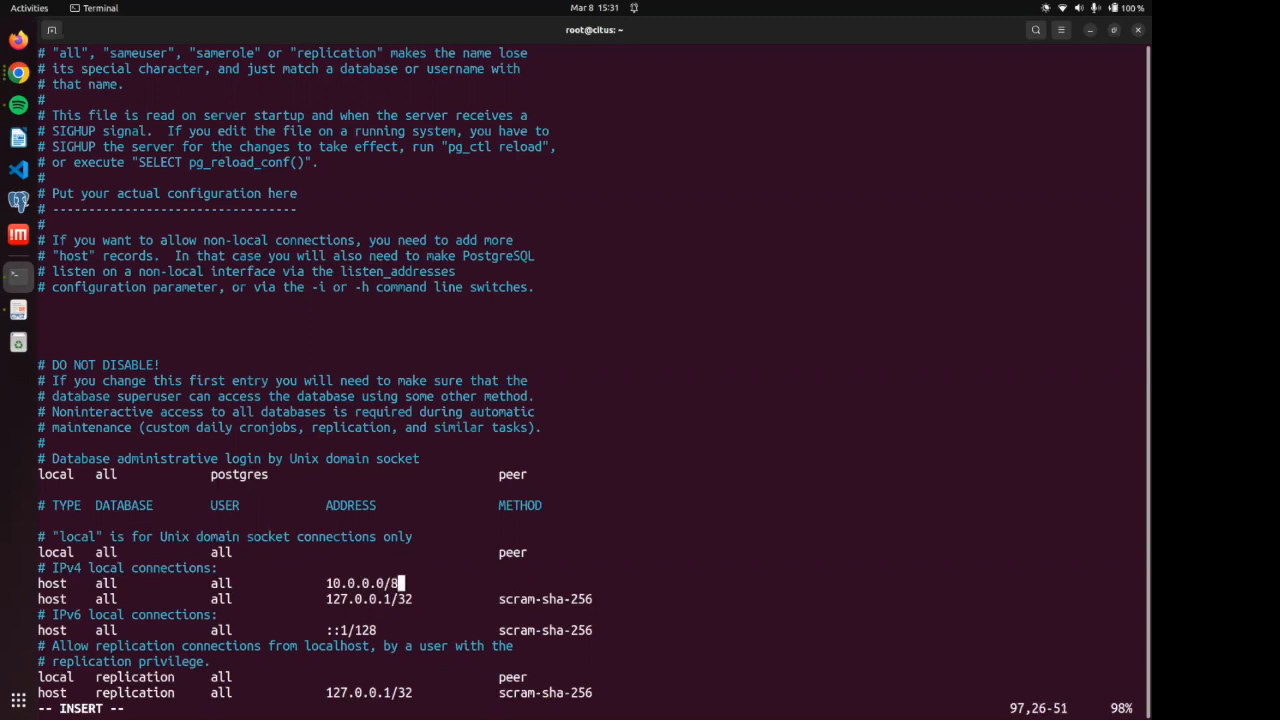 Activities Terminal Mar 8 15:31 100 %
root@citus: ~
# "all", "sameuser", "samerole" or "replication" makes the name lose
# its special character, and just match a database or username with
# that name.
#
# This file is read on server startup and when the server receives a
# SIGHUP signal.  If you edit the file on a running system, you have to
# SIGHUP the server for the changes to take effect, run "pg_ctl reload",
# or execute "SELECT pg_reload_conf()".
#
# Put your actual configuration here
# ----------------------------------
#
# If you want to allow non-local connections, you need to add more
# "host" records.  In that case you will also need to make PostgreSQL
# listen on a non-local interface via the listen_addresses
# configuration parameter, or via the -i or -h command line switches.
# DO NOT DISABLE!
# If you change this first entry you will need to make sure that the
# database superuser can access the database using some other method.
# Noninteractive access to all databases is required during automatic
# maintenance (custom daily cronjobs, replication, and similar tasks).
#
# Database administrative login by Unix domain socket
local   all             postgres                                peer
# TYPE  DATABASE        USER            ADDRESS                 METHOD
# "local" is for Unix domain socket connections only
local   all             all                                     peer
# IPv4 local connections:
host    all             all             10.0.0.0/8
host    all             all             127.0.0.1/32            scram-sha-256
# IPv6 local connections:
host    all             all             ::1/128                 scram-sha-256
# Allow replication connections from localhost, by a user with the
# replication privilege.
local   replication     all                                     peer
host    replication     all             127.0.0.1/32            scram-sha-256
-- INSERT -- 97,26-51 98%